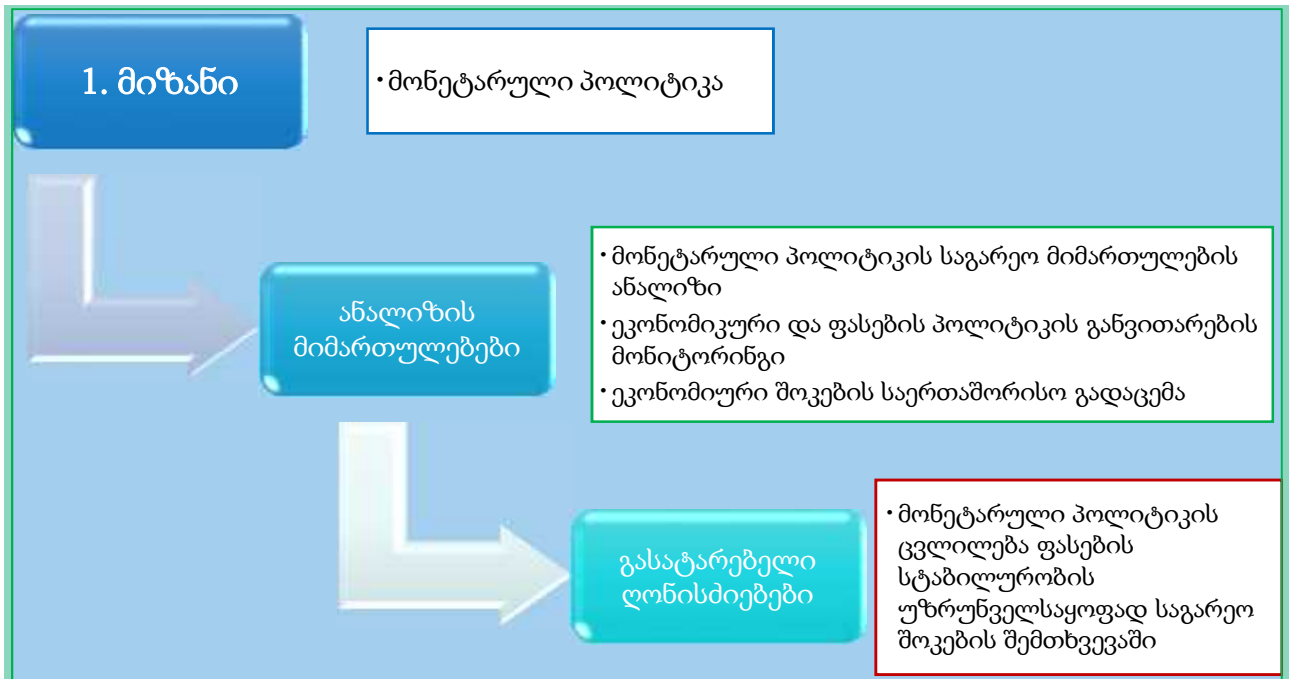 1. მიზანი
• მონეტარული პოლიტიკა
ანალიზის
მიმართულებები
• მონეტარული პოლიტიკის საგარეო მიმართულების
ანალიზი
• ეკონომიკური და ფასების პოლიტიკის განვითარების
მონიტორინგი
• ეკონომიური შოკების საერთაშორისო გადაცემა
გასატარებელი
ღონისძიებები
• მონეტარული პოლიტიკის
ცვლილება ფასების
სტაბილურობის
უზრუნველსაყოფად საგარეო
შოკების შემთხვევაში